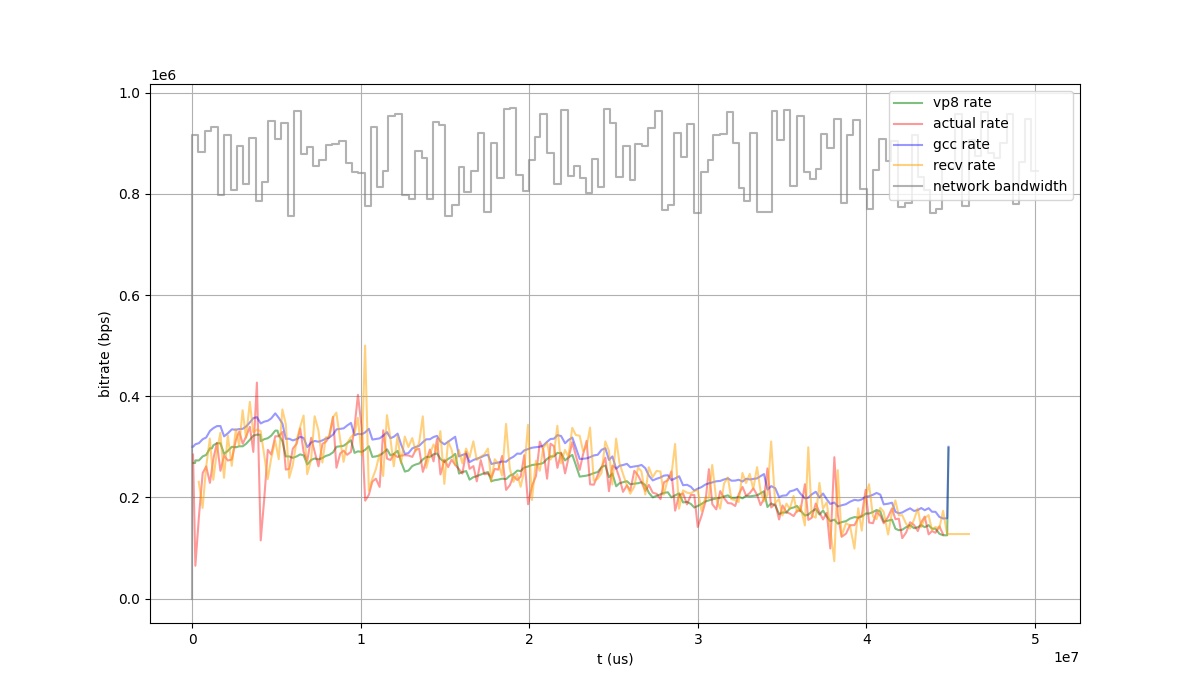 1e6
1.0
0.8
0.6
0.4
0.2
0.0
bitrate (bps)
vp8 rate
actual rate
gcc rate
recv rate
network bandwidth
0 1 2 3 4 5
1e7
t (us)